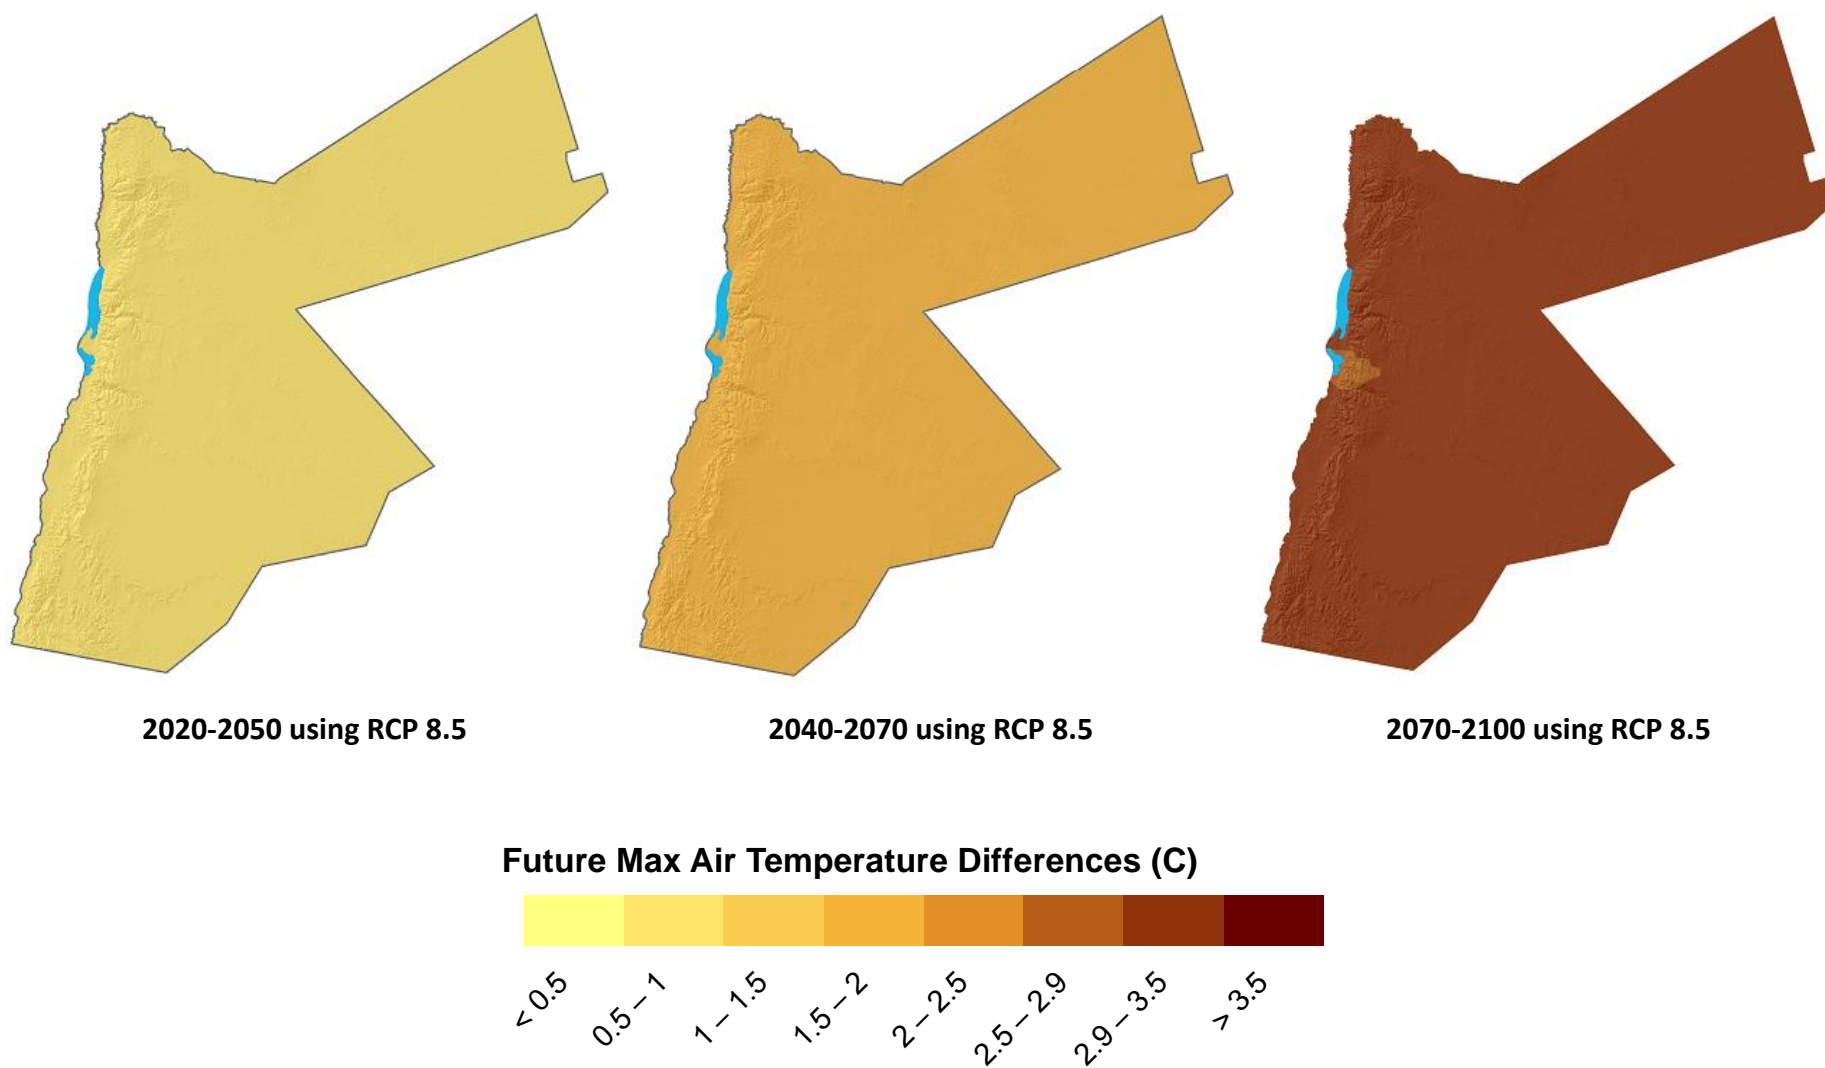 2020-2050 using RCP 8.5
2040-2070 using RCP 8.5
2070-2100 using RCP 8.5
Future Max Air Temperature Differences (C)
< 0.5
0.5 – 1
1 – 1.5
1.5 – 2
2 – 2.5
2.5 – 2.9
2.9 – 3.5
> 3.5